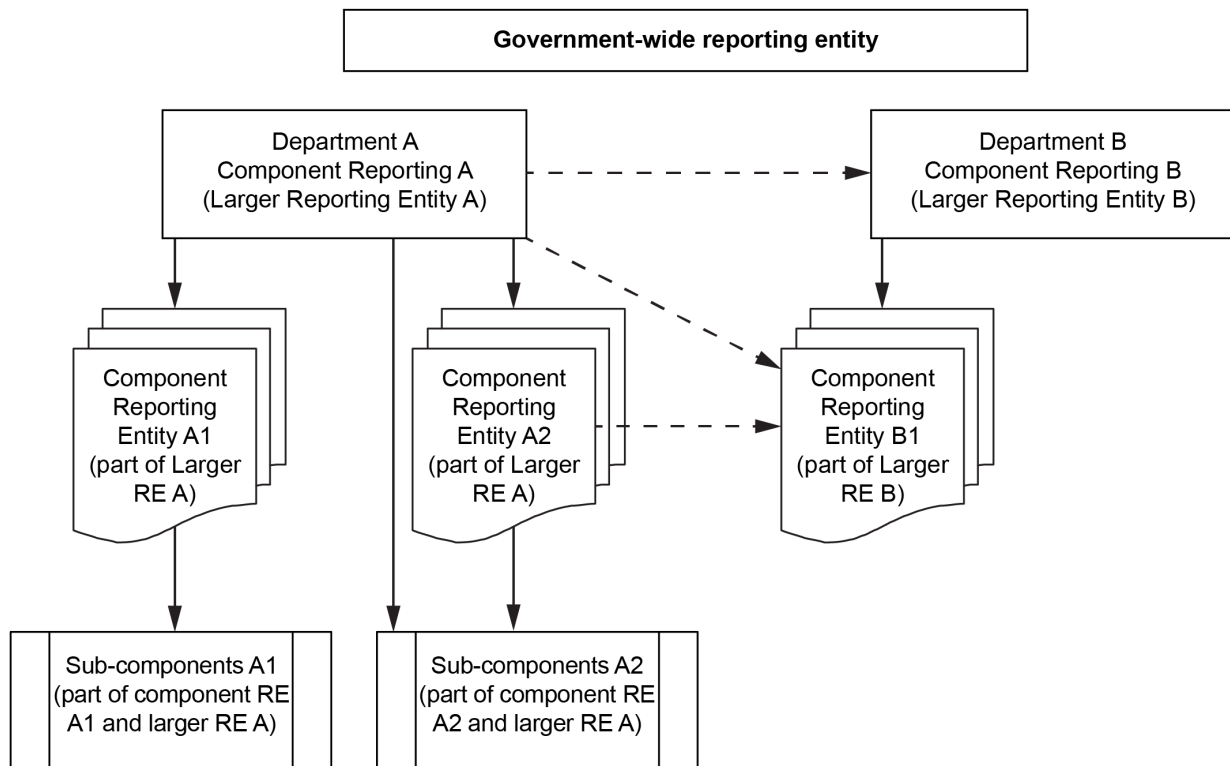 Government-wide reporting entity
Department A
Component Reporting A
(Larger Reporting Entity A)
Department B
Component Reporting B
(Larger Reporting Entity B)
Component
Reporting
Entity A1
(part of Larger
RE A)
Component
Reporting
Entity A2
(part of Larger
RE A)
Component
Reporting
Entity B1
(part of Larger
RE B)
Sub-components A1
(part of component RE
A1 and larger RE A)
Sub-components A2
(part of component RE
A2 and larger RE A)